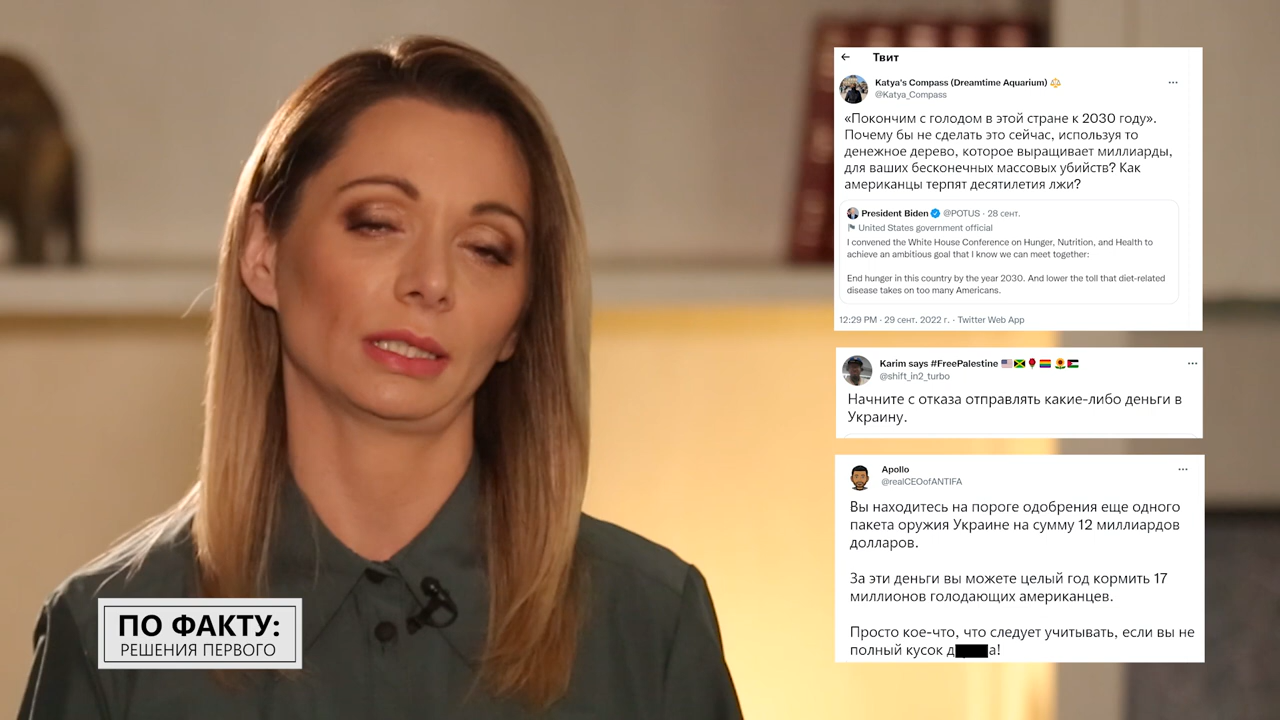 Твит
Katya's Compass (Dreamtime Aquarium)
@Katya_Compass
«Покончим с голодом в этой стране к 2030 году».
Почему бы не сделать это сейчас, используя то
денежное дерево, которое выращивает миллиарды,
для ваших бесконечных массовых убийств? Как
американцы терпят десятилетия лжи?
President Biden @POTUS · 28 сент.
United States government official
I convened the White House Conference on Hunger, Nutrition, and Health to
achieve an ambitious goal that I know we can meet together:
End hunger in this country by the year 2030. And lower the toll that diet-related
disease takes on too many Americans.
12:29 PM · 29 сент. 2022 г. · Twitter Web App
Karim says #FreePalestine
@shift_in2_turbo
Начните с отказа отправлять какие-либо деньги в
Украину.
Apollo
@realCEOofANTIFA
Вы находитесь на пороге одобрения еще одного
пакета оружия Украине на сумму 12 миллиардов
долларов.
За эти деньги вы можете целый год кормить 17
миллионов голодающих американцев.
Просто кое-что, что следует учитывать, если вы не
полный кусок д а!
ПО ФАКТУ:
РЕШЕНИЯ ПЕРВОГО